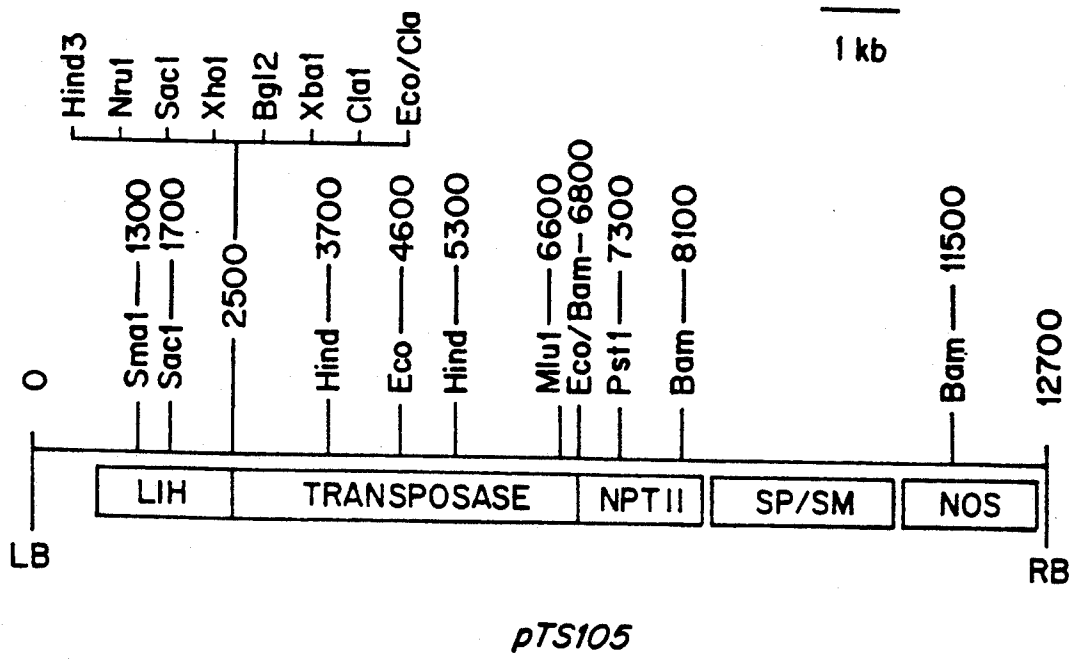 1 kb
Hind3
Nru1
Sac1
Xho1
Bgl2
Xba1
Cla1
Eco/Cla
0
Sma1—1300
Sac1—1700
2500
Hind—3700
Eco—4600
Hind—5300
Mlu1—6600
Eco/Bam—6800
Pst1—7300
Bam—8100
Bam—11500
12700
LIH
TRANSPOSASE
NPTII
SP/SM
NOS
LB
RB
pTS105